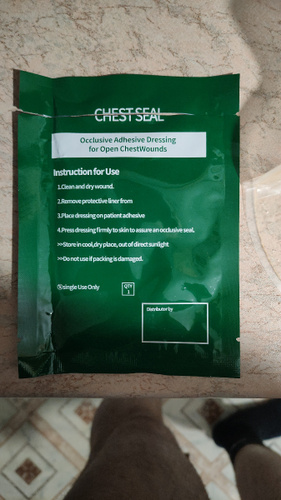 CHEST SEAL
Occlusive Adhesive Dressing
for Open ChestWounds
Instruction for Use
1.Clean and dry wound.
2.Remove protective liner from
3.Place dressing on patient adhesive
4.Press dressing firmly to skin to assure an occlusive seal.
>>Store in cool,dry place, out of direct sunlight
>>Do not use if packing is damaged.
single Use Only
QTY
1
Distributor by